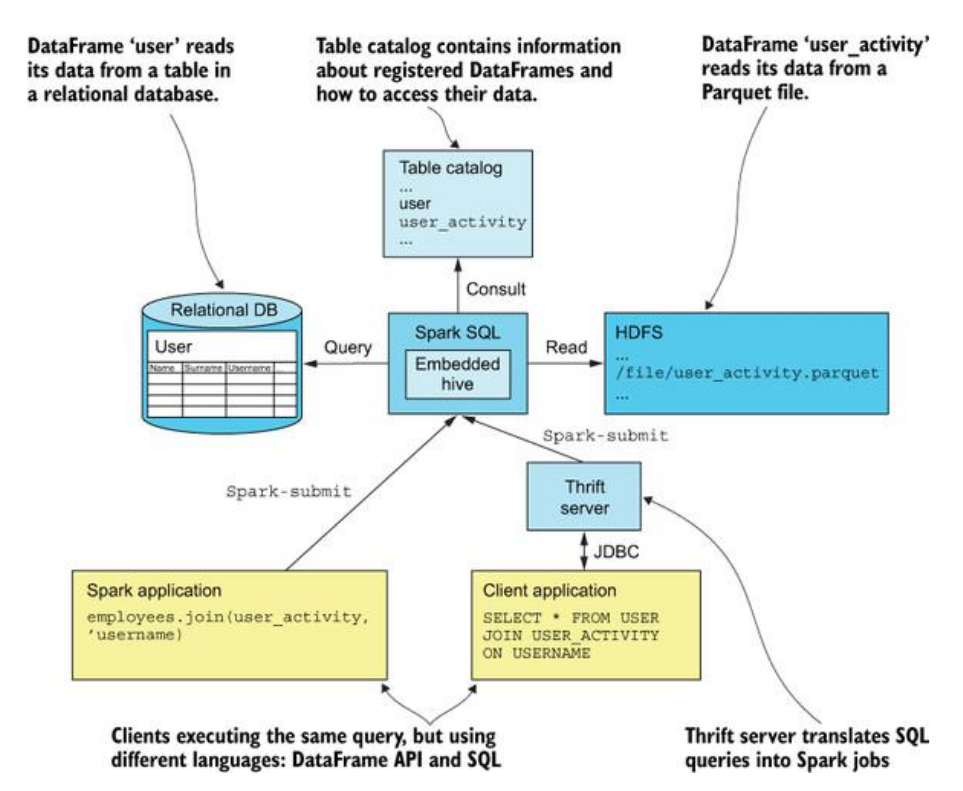 DataFrame ‘user’ reads
its data from a table in
a relational database.
Table catalog contains information
about registered DataFrames and
how to access their data.
DataFrame ‘user_activity’
reads its data from a
Parquet file.
Table catalog
...
user
user_activity
...
Consult
Relational DB
User
Name Surname Username ...
Query
Spark SQL
Embedded
hive
Read
HDFS
...
/file/user_activity.parquet
...
Spark-submit
Spark-submit
Thrift
server
JDBC
Spark application
employees.join(user_activity,
’username)
Client application
SELECT * FROM USER
JOIN USER_ACTIVITY
ON USERNAME
Clients executing the same query, but using
different languages: DataFrame API and SQL
Thrift server translates SQL
queries into Spark jobs